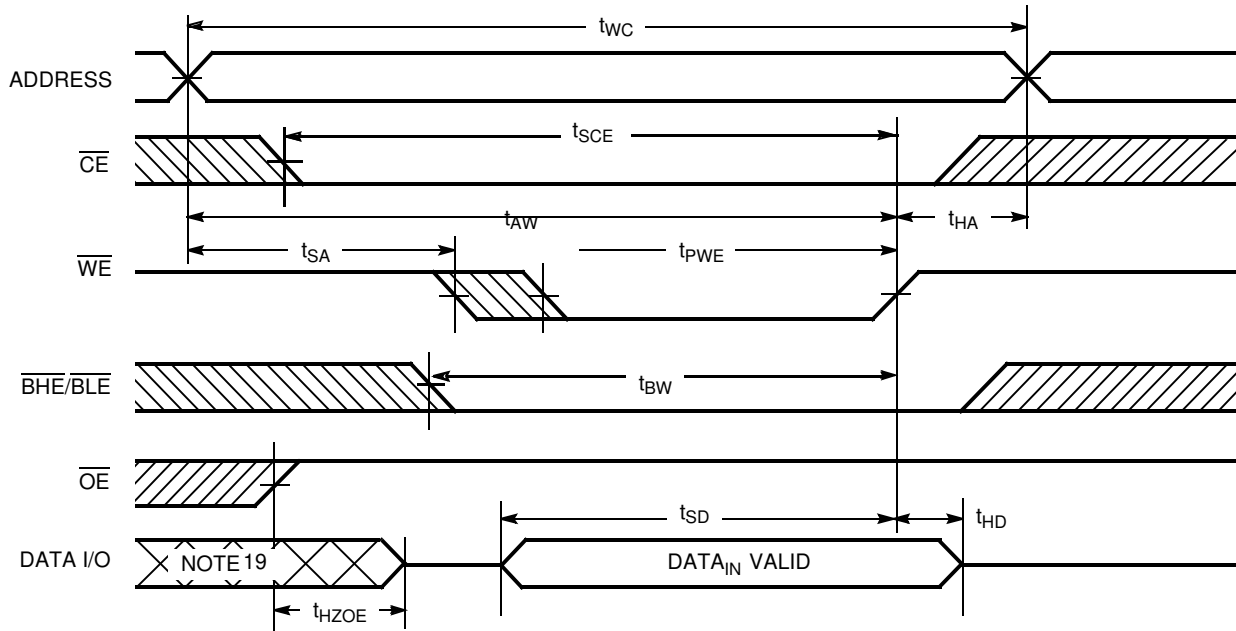 tWC
ADDRESS
tSCE
CE
tAW
tHA
tSA
tPWE
WE
BHE/BLE
tBW
OE
tSD
tHD
DATA I/O
NOTE 19
DATAIN VALID
tHZOE